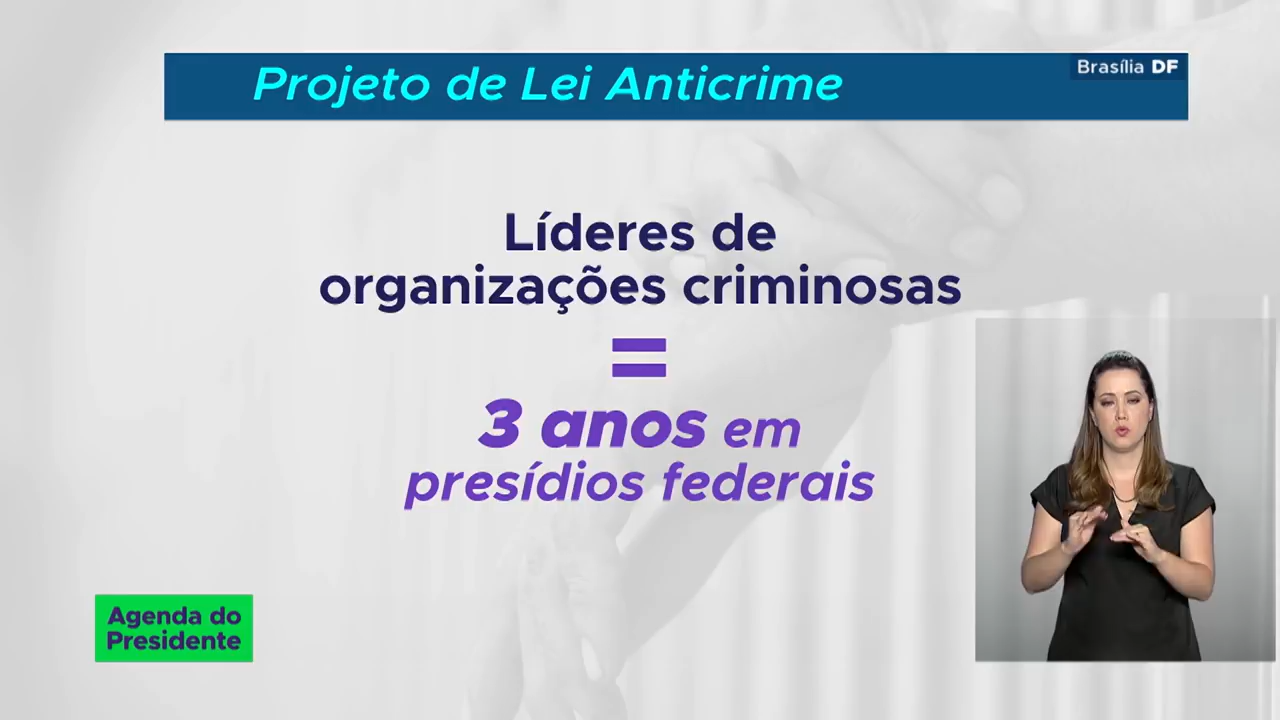 Projeto de Lei Anticrime
Brasília DF
Líderes de
organizações criminosas
=
3 anos em
presídios federais
Agenda do
Presidente